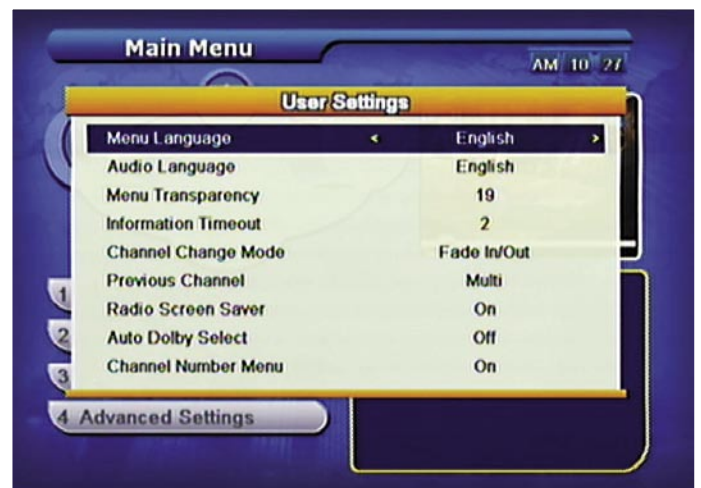 Main Menu
AM 10 27
User Settings
Menu Language < English >
Audio Language English
Menu Transparency 19
Information Timeout 2
Channel Change Mode Fade In/Out
Previous Channel Multi
Radio Screen Saver On
Auto Dolby Select Off
Channel Number Menu On
1
2
3
4 Advanced Settings